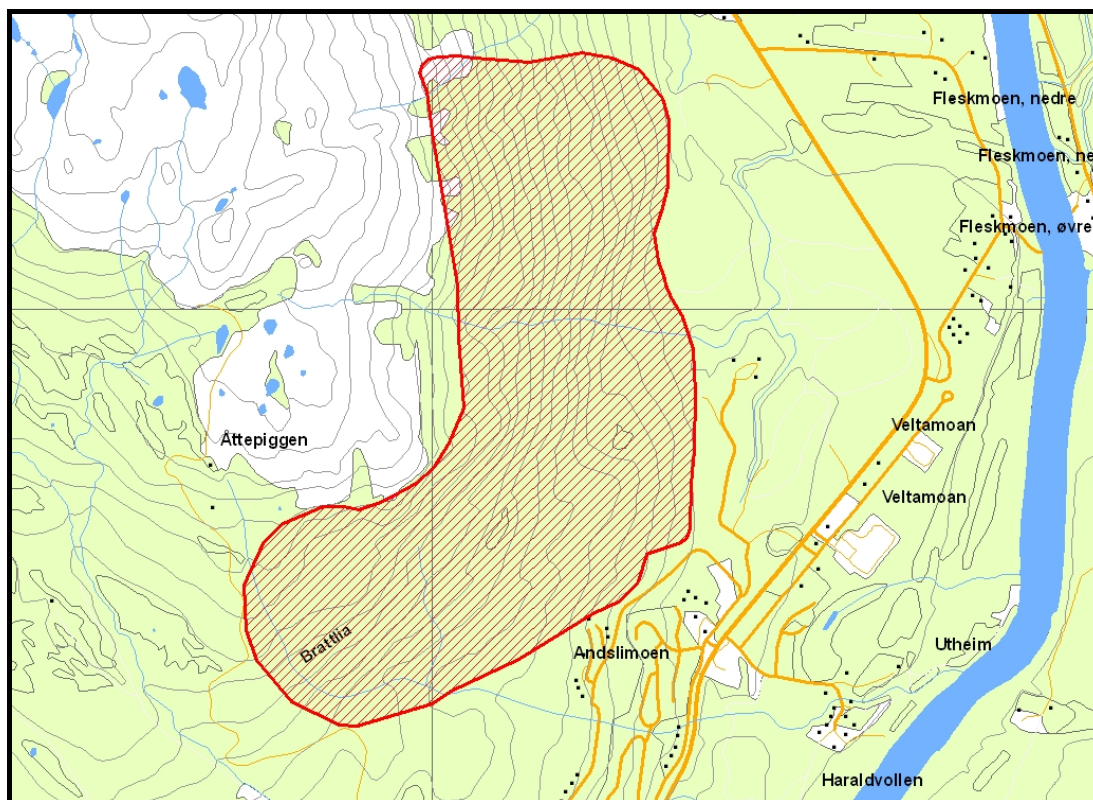 Fleskmoen, nedre
Fleskmoen, ne
Fleskmoen, øvre
Veltamoan
Åttepiggen
Veltamoan
Brattlia
Andslimoen
Utheim
Haraldvollen